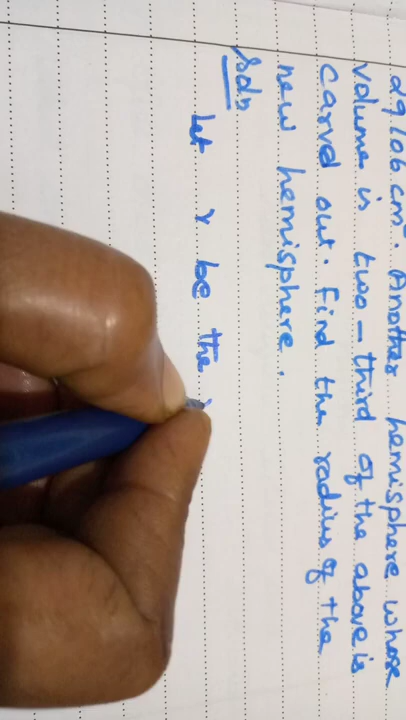 29106 cm³. Another hemisphere whose
volume is two-third of the above is
carved out. Find the radius of the
new hemisphere.
Soln
Let r be the